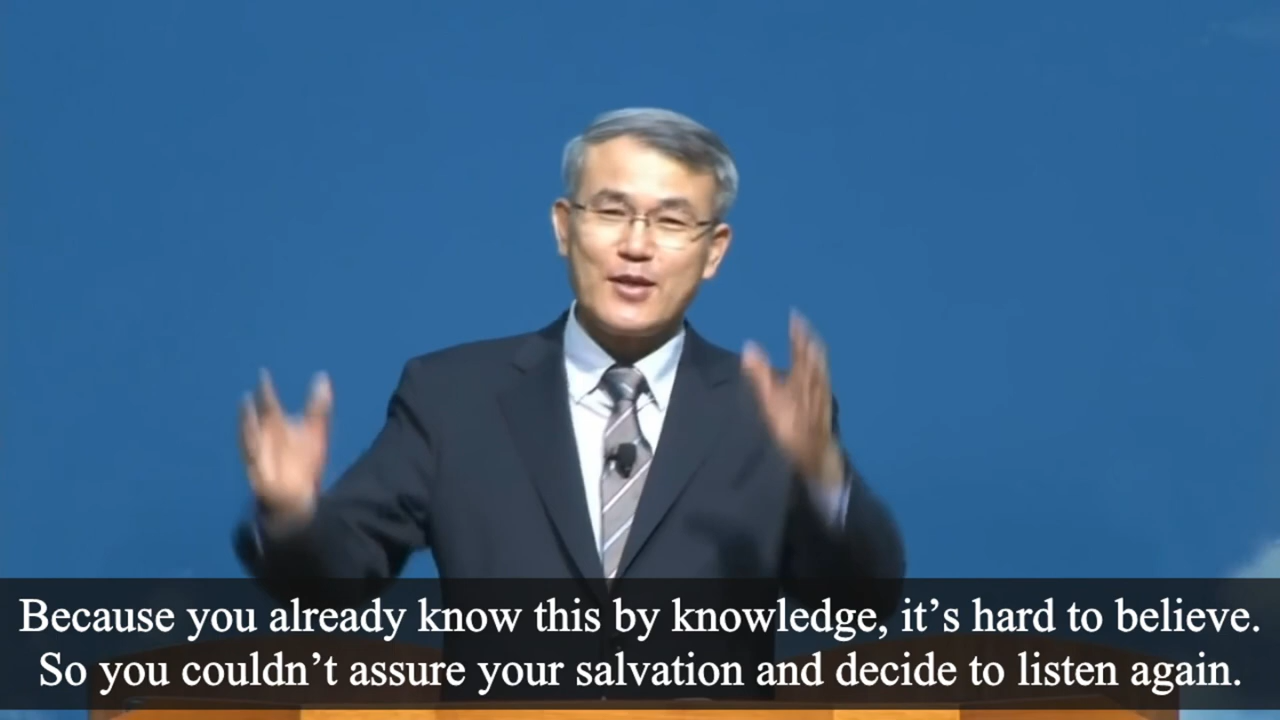 Because you already know this by knowledge, it’s hard to believe.
So you couldn’t assure your salvation and decide to listen again.